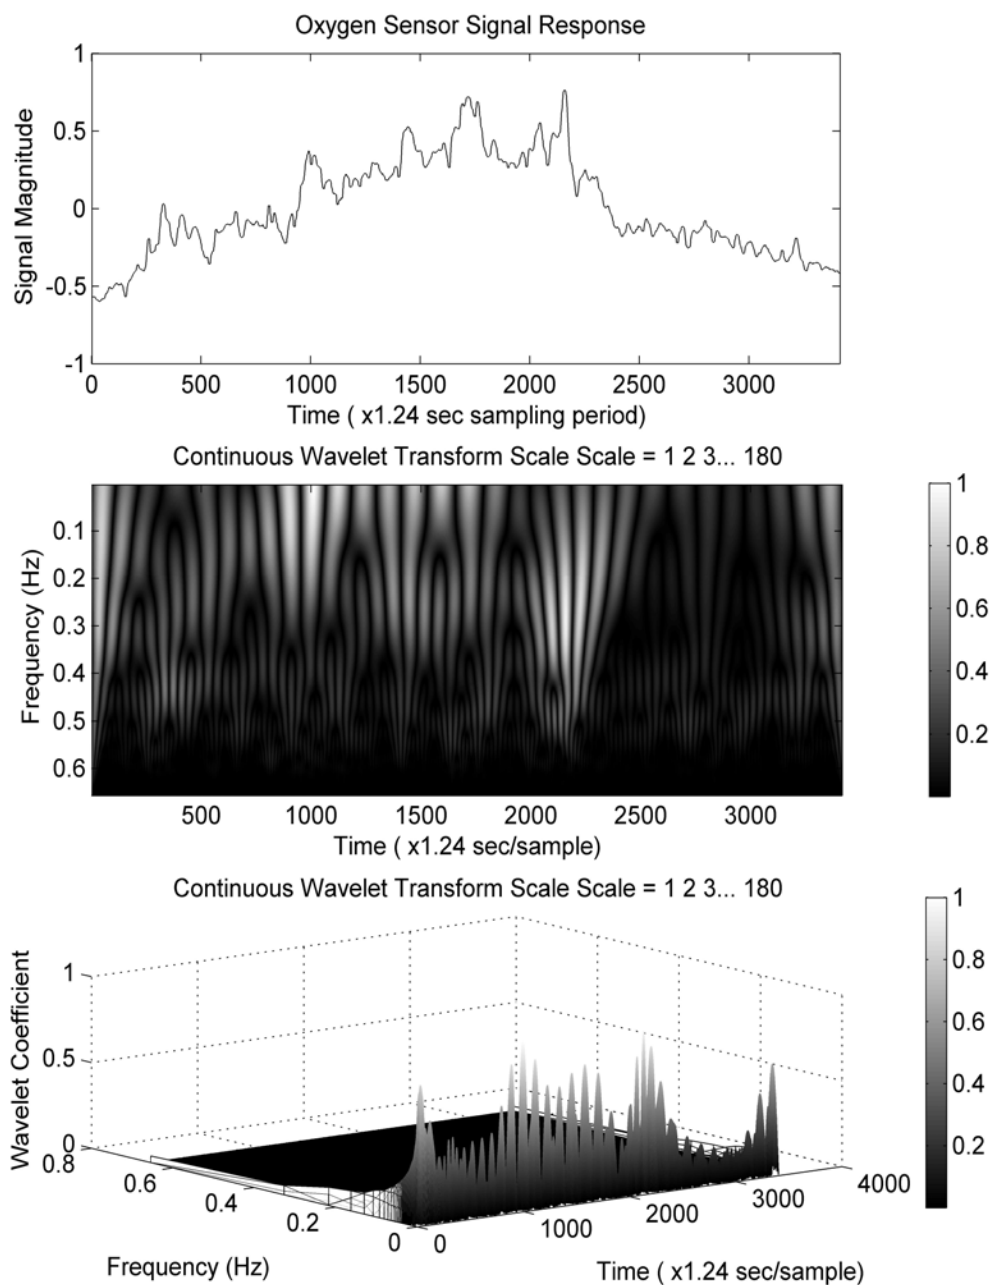 Oxygen Sensor Signal Response
1
0.5
0
-0.5
-1
Signal Magnitude
0 500 1000 1500 2000 2500 3000
Time ( x1.24 sec sampling period)
Continuous Wavelet Transform Scale Scale = 1 2 3... 180
0.1
0.2
0.3
0.4
0.5
0.6
Frequency (Hz)
500 1000 1500 2000 2500 3000
Time ( x1.24 sec/sample)
1
0.8
0.6
0.4
0.2
Continuous Wavelet Transform Scale Scale = 1 2 3... 180
1
0.5
0
Wavelet Coefficient
0.8
0.6
0.4
0.2
0
Frequency (Hz)
0
1000
2000
3000
4000
Time ( x1.24 sec/sample)
1
0.8
0.6
0.4
0.2